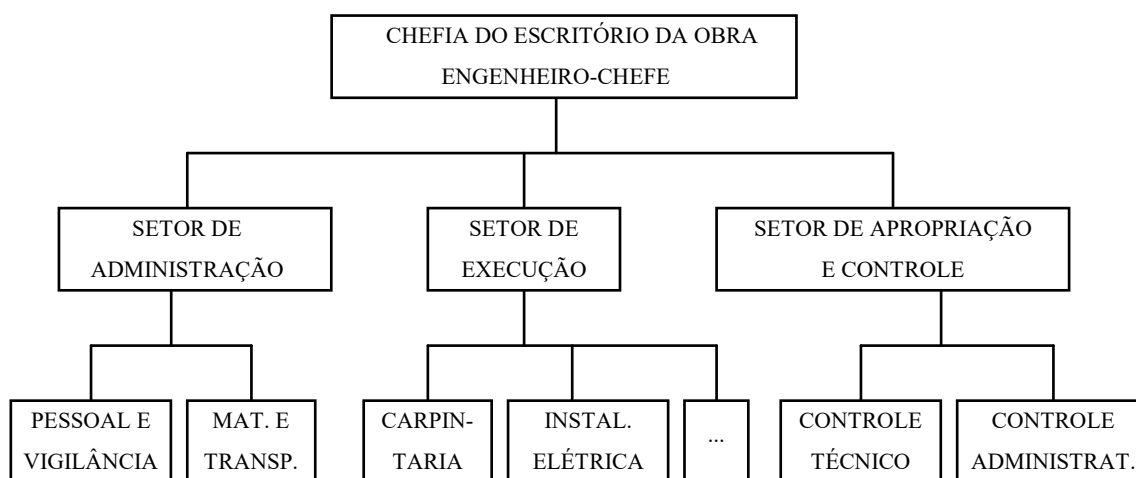 CHEFIA DO ESCRITÓRIO DA OBRA
ENGENHEIRO-CHEFE
SETOR DE
ADMINISTRAÇÃO
SETOR DE
EXECUÇÃO
SETOR DE APROPRIAÇÃO
E CONTROLE
PESSOAL E
VIGILÂNCIA
MAT. E
TRANSP.
CARPIN-
TARIA
INSTAL.
ELÉTRICA
...
CONTROLE
TÉCNICO
CONTROLE
ADMINISTRAT.